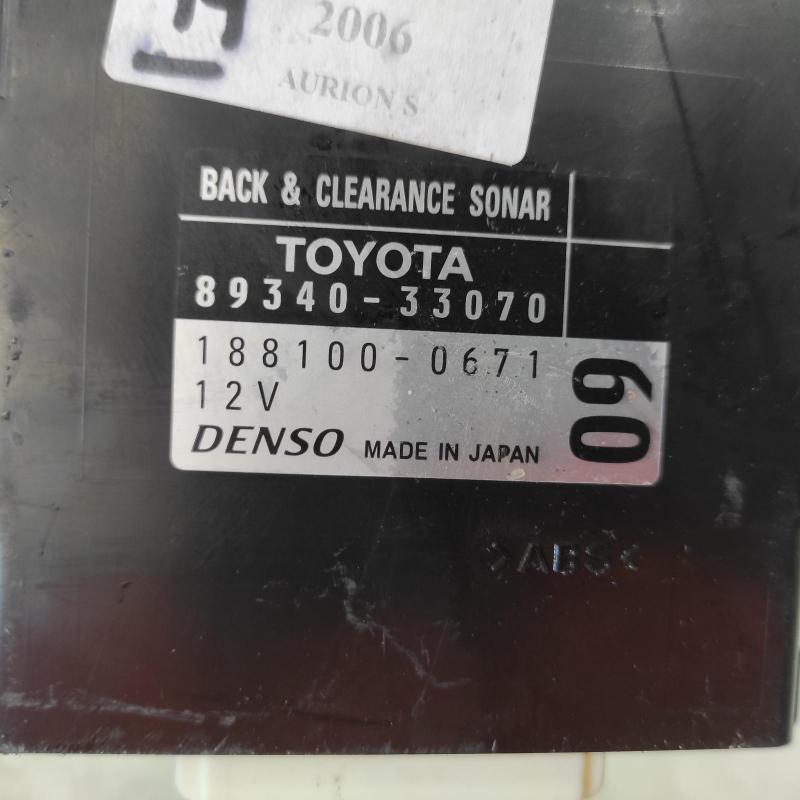 2006
AURION S
BACK & CLEARANCE SONAR
TOYOTA
89340-33070
188100-0671
12V
DENSO MADE IN JAPAN
09
>ABS<